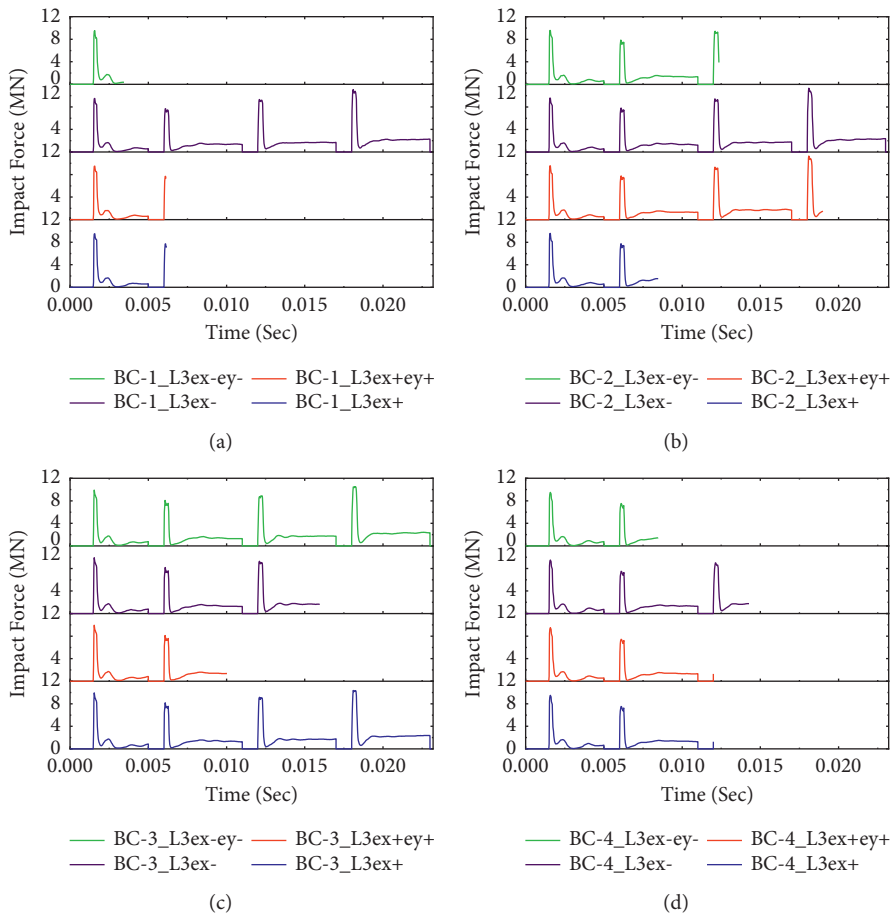 12
8
4
0
12
4
12
4
12
8
4
0
0.000 0.005 0.010 0.015 0.020
Impact Force (MN)
Time (Sec)
BC-1_L3ex-ey- BC-1_L3ex+ey+
BC-1_L3ex- BC-1_L3ex+
(a)
12
8
4
0
12
4
12
4
12
8
4
0
0.000 0.005 0.010 0.015 0.020
Impact Force (MN)
Time (Sec)
BC-2_L3ex-ey- BC-2_L3ex+ey+
BC-2_L3ex- BC-2_L3ex+
(b)
12
8
4
0
12
4
12
4
12
8
4
0
0.000 0.005 0.010 0.015 0.020
Impact Force (MN)
Time (Sec)
BC-3_L3ex-ey- BC-3_L3ex+ey+
BC-3_L3ex- BC-3_L3ex+
(c)
12
8
4
0
12
4
12
4
12
8
4
0
0.000 0.005 0.010 0.015 0.020
Impact Force (MN)
Time (Sec)
BC-4_L3ex-ey- BC-4_L3ex+ey+
BC-4_L3ex- BC-4_L3ex+
(d)